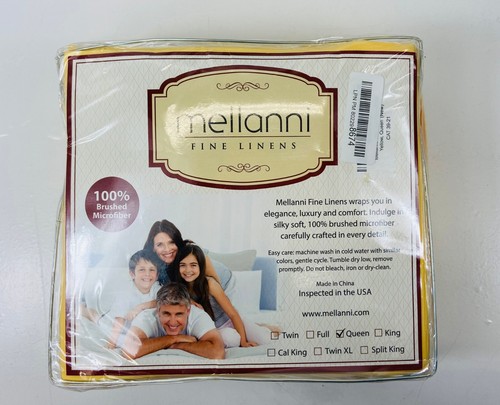 mellanni
FINE LINENS
100%
Brushed
Microfiber
Mellanni Fine Linens wraps you in
elegance, luxury and comfort. Indulge in
silky soft, 100% brushed microfiber
carefully crafted in every detail.
Easy care: machine wash in cold water with similar
colors, gentle cycle. Tumble dry low, remove
promptly. Do not bleach, iron or dry-clean.
Made in China
Inspected in the USA
www.mellanni.com
Twin Full Queen King
Cal King Twin XL Split King
Yellow, Queen